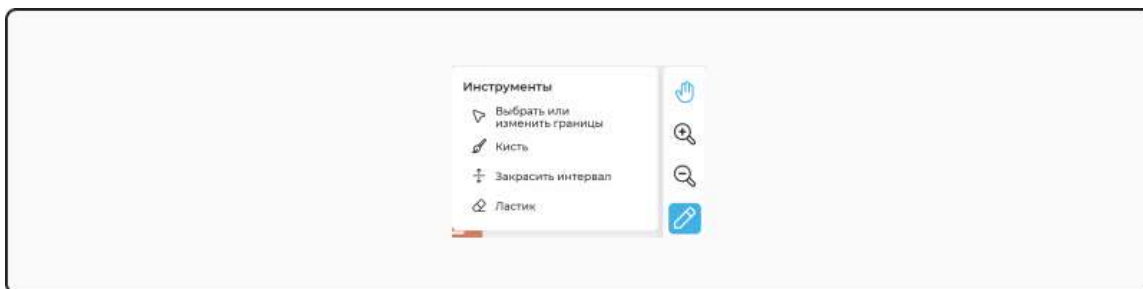 Инструменты
Выбрать или
изменить границы
Кисть
Закрасить интервал
Ластик